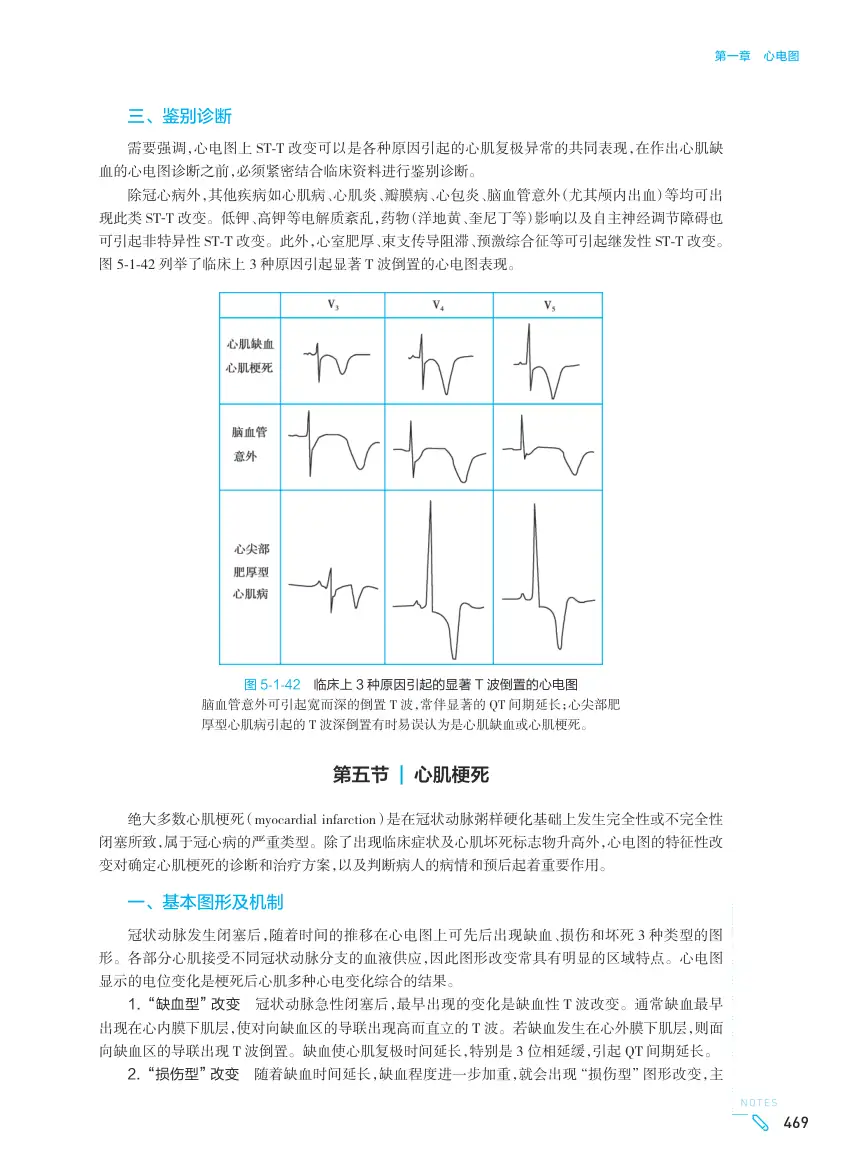 第一章 心电图
三、鉴别诊断
需要强调,心电图上 ST-T 改变可以是各种原因引起的心肌复极异常的共同表现,在作出心肌缺
血的心电图诊断之前,必须紧密结合临床资料进行鉴别诊断。
除冠心病外,其他疾病如心肌病、心肌炎、瓣膜病、心包炎、脑血管意外(尤其颅内出血)等均可出
现此类 ST-T 改变。低钾、高钾等电解质紊乱,药物(洋地黄、奎尼丁等)影响以及自主神经调节障碍也
可引起非特异性 ST-T 改变。此外,心室肥厚、束支传导阻滞、预激综合征等可引起继发性 ST-T 改变。
图 5-1-42 列举了临床上 3 种原因引起显著 T 波倒置的心电图表现。
V₃ V₄ V₅
心肌缺血
心肌梗死
脑血管
意外
心尖部
肥厚型
心肌病
图 5-1-42 临床上 3 种原因引起的显著 T 波倒置的心电图
脑血管意外可引起宽而深的倒置 T 波,常伴显著的 QT 间期延长;心尖部肥
厚型心肌病引起的 T 波深倒置有时易误认为是心肌缺血或心肌梗死。
第五节 | 心肌梗死
绝大多数心肌梗死(myocardial infarction)是在冠状动脉粥样硬化基础上发生完全性或不完全性
闭塞所致,属于冠心病的严重类型。除了出现临床症状及心肌坏死标志物升高外,心电图的特征性改
变对确定心肌梗死的诊断和治疗方案,以及判断病人的病情和预后起着重要作用。
一、基本图形及机制
冠状动脉发生闭塞后,随着时间的推移在心电图上可先后出现缺血、损伤和坏死 3 种类型的图
形。各部分心肌接受不同冠状动脉分支的血液供应,因此图形改变常具有明显的区域特点。心电图
显示的电位变化是梗死后心肌多种心电变化综合的结果。
1. “缺血型”改变 冠状动脉急性闭塞后,最早出现的变化是缺血性 T 波改变。通常缺血最早
出现在心内膜下肌层,使对向缺血区的导联出现高而直立的 T 波。若缺血发生在心外膜下肌层,则面
向缺血区的导联出现 T 波倒置。缺血使心肌复极时间延长,特别是 3 位相延缓,引起 QT 间期延长。
2. “损伤型”改变 随着缺血时间延长,缺血程度进一步加重,就会出现“损伤型”图形改变,主
NOTES
469